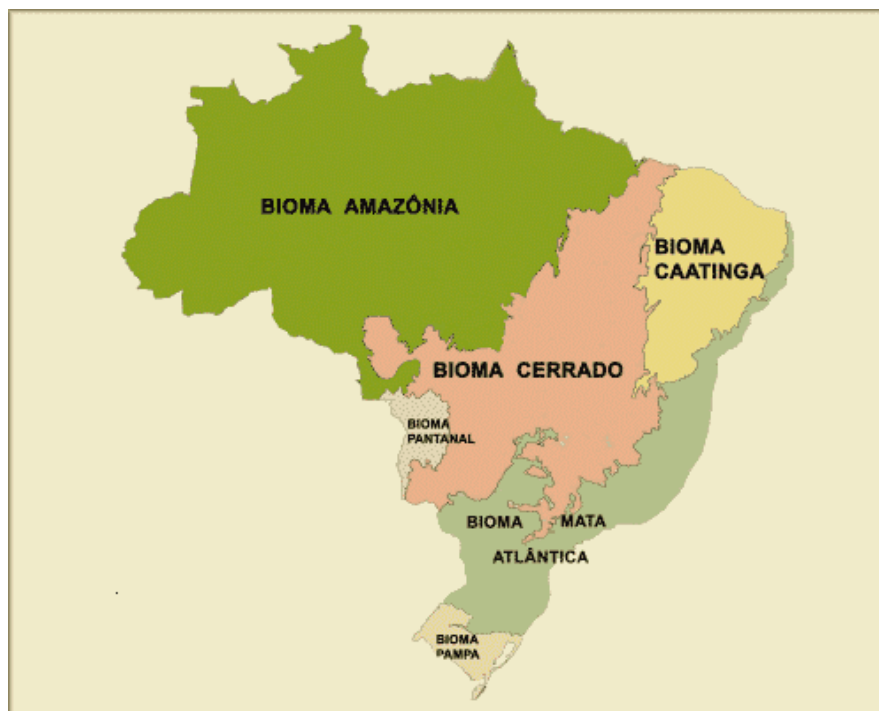 BIOMA AMAZÔNIA
BIOMA
CAATINGA
BIOMA CERRADO
BIOMA
PANTANAL
BIOMA MATA
ATLÂNTICA
BIOMA
PAMPA